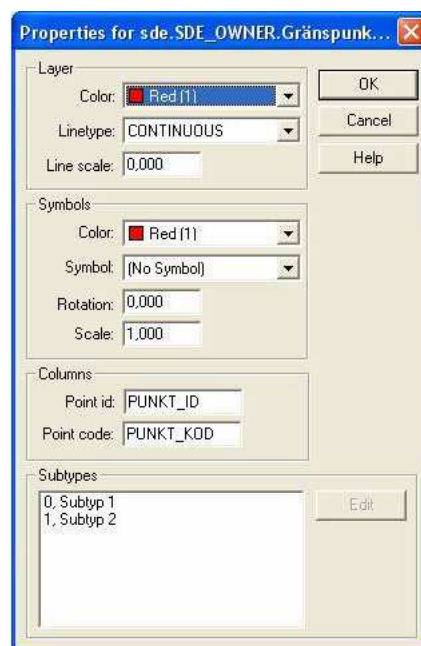 Properties for sde.SDE_OWNER.Gränspunk...
Layer
Color: Red (1)
OK
Linetype: CONTINUOUS
Cancel
Line scale: 0,000
Help
Symbols
Color: Red (1)
Symbol: (No Symbol)
Rotation: 0,000
Scale: 1,000
Columns
Point id: PUNKT_ID
Point code: PUNKT_KOD
Subtypes
0, Subtyp 1
1, Subtyp 2
Edit